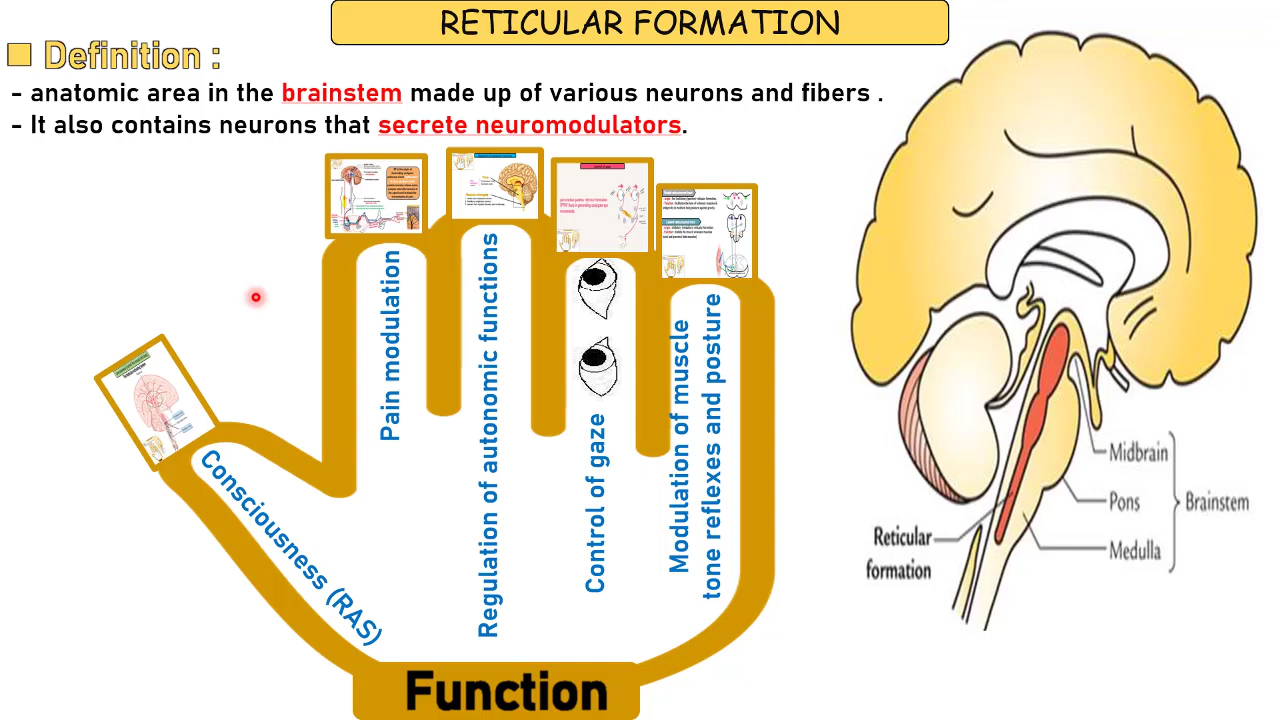 RETICULAR FORMATION
Definition :
- anatomic area in the brainstem made up of various neurons and fibers .
- It also contains neurons that secrete neuromodulators.
Consciousness (RAS)
Pain modulation
Regulation of autonomic functions
Control of gaze
Modulation of muscle
tone reflexes and posture
Function
Midbrain
Pons
Brainstem
Medulla
Reticular
formation